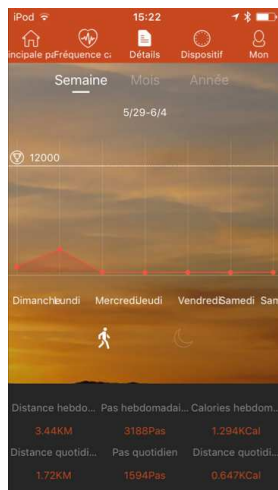 iPod 15:22
incipale pa Fréquence ca Détails Dispositif Mon
Semaine Mois Année
5/29-6/4
12000
Dimanche Lundi Mercredi Jeudi Vendredi Samedi Sam
Distance hebdo... Pas hebdomadai... Calories hebdom...
3.44KM 3188Pas 1.294KCal
Distance quotidi... Pas quotidien Distance quotidi...
1.72KM 1594Pas 0.647KCal